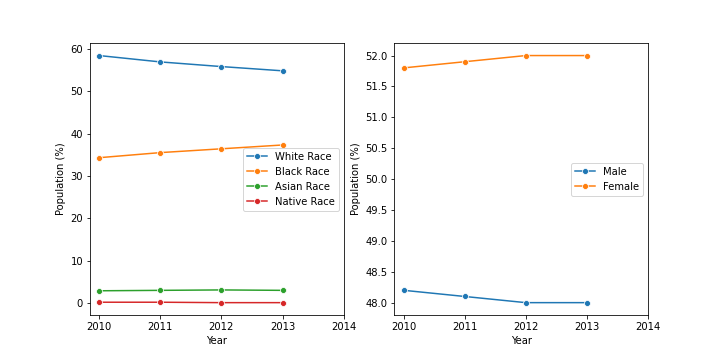 60
50
40
30
20
10
0
Population (%)
2010 2011 2012 2013 2014
Year
White Race
Black Race
Asian Race
Native Race
52.0
51.5
51.0
50.5
50.0
49.5
49.0
48.5
48.0
Population (%)
2010 2011 2012 2013 2014
Year
Male
Female